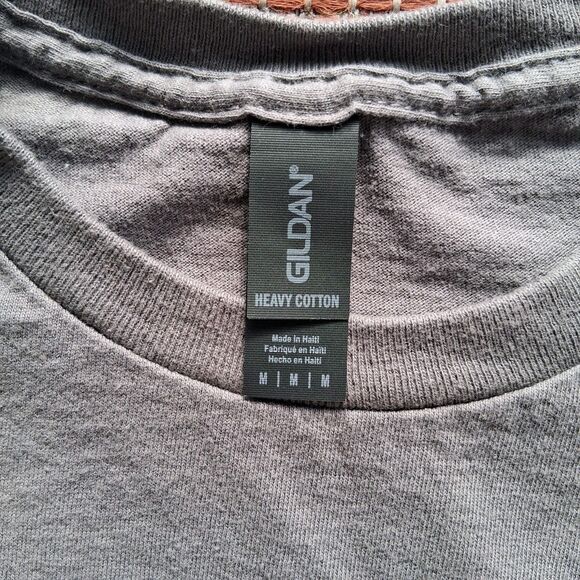 GILDAN®
HEAVY COTTON
Made in Haiti
Fabriqué en Haïti
Hecho en Haití
M | M | M